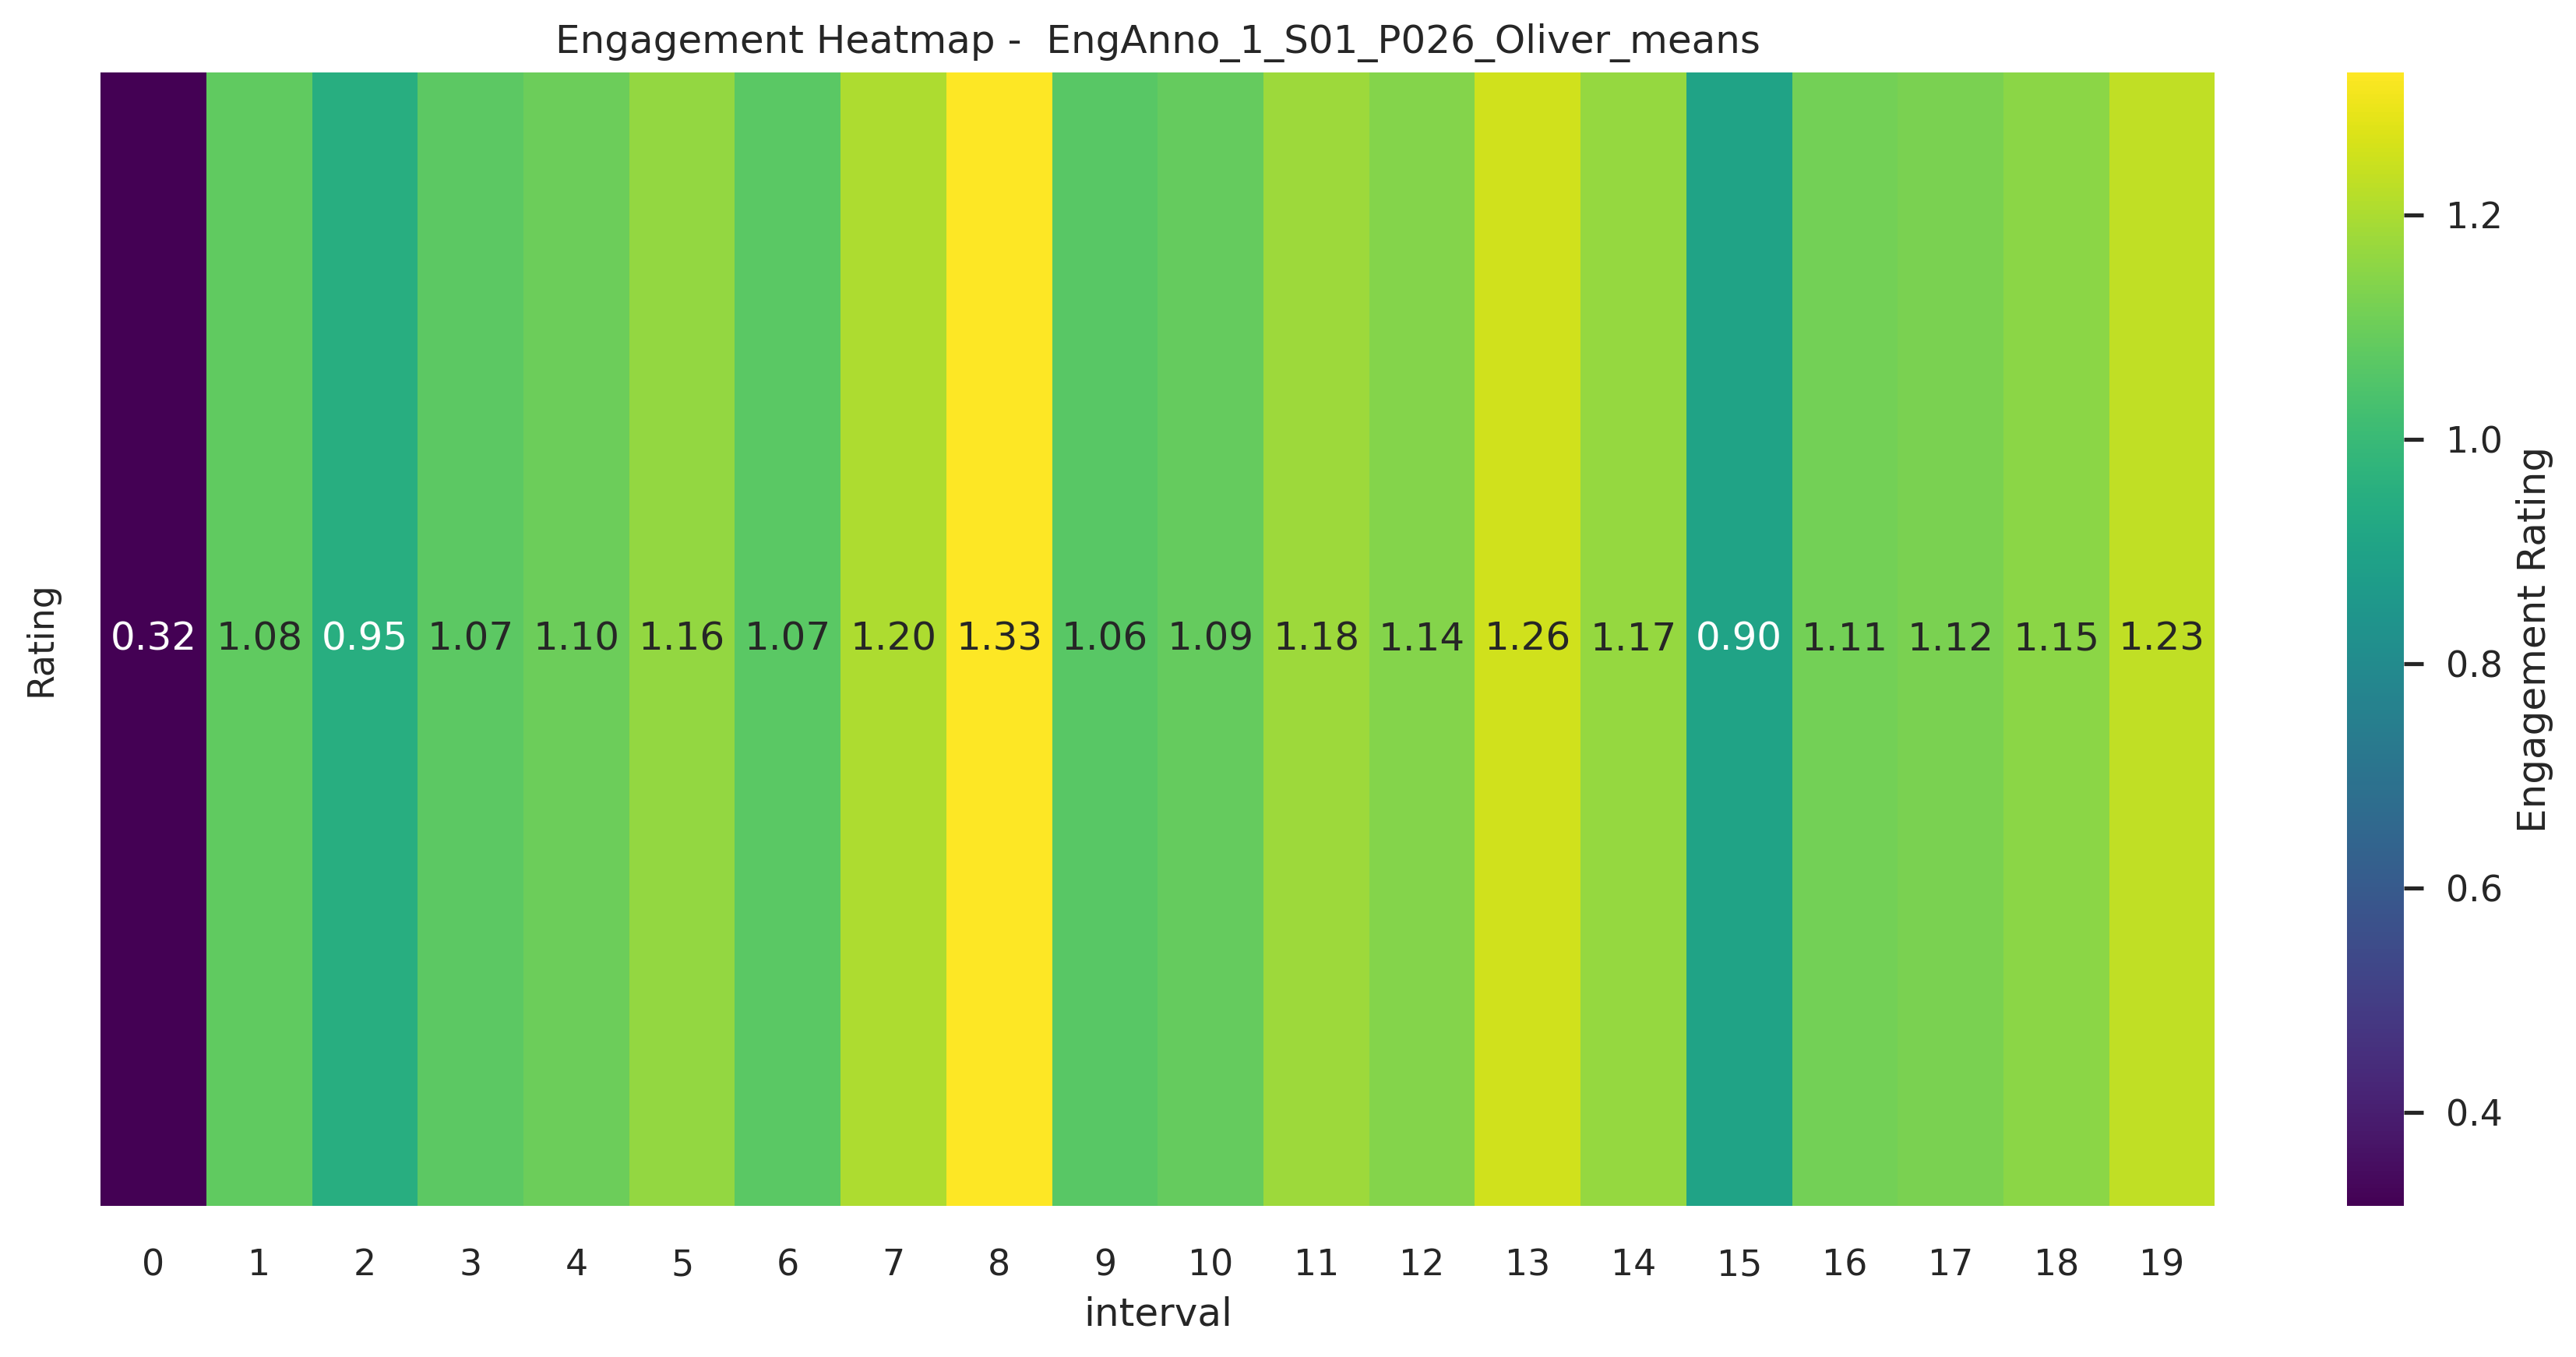 Engagement Heatmap -  EngAnno_1_S01_P026_Oliver_means
Rating
0.32 1.08 0.95 1.07 1.10 1.16 1.07 1.20 1.33 1.06 1.09 1.18 1.14 1.26 1.17 0.90 1.11 1.12 1.15 1.23
0 1 2 3 4 5 6 7 8 9 10 11 12 13 14 15 16 17 18 19
interval
1.2
1.0
0.8
0.6
0.4
Engagement Rating